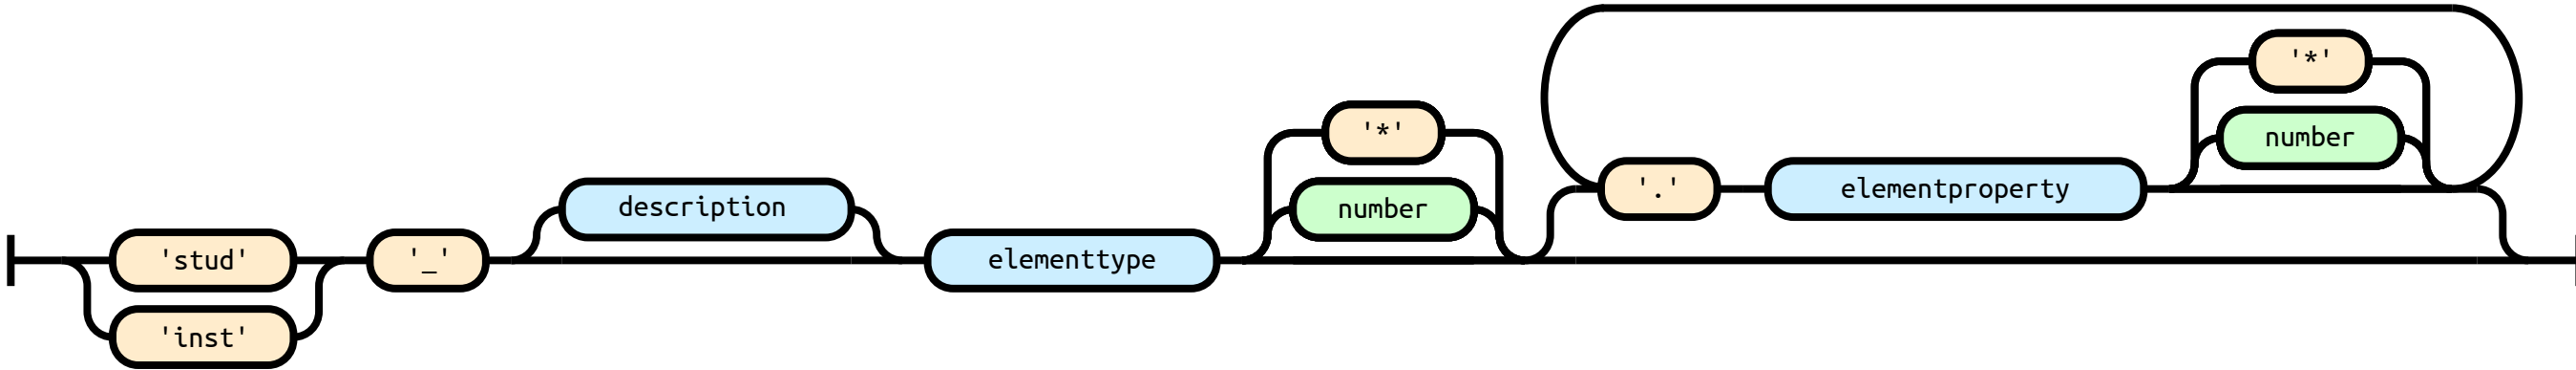 '*'
'*'
number
'.'
elementproperty
description
number
'stud'
'_'
elementtype
'inst'